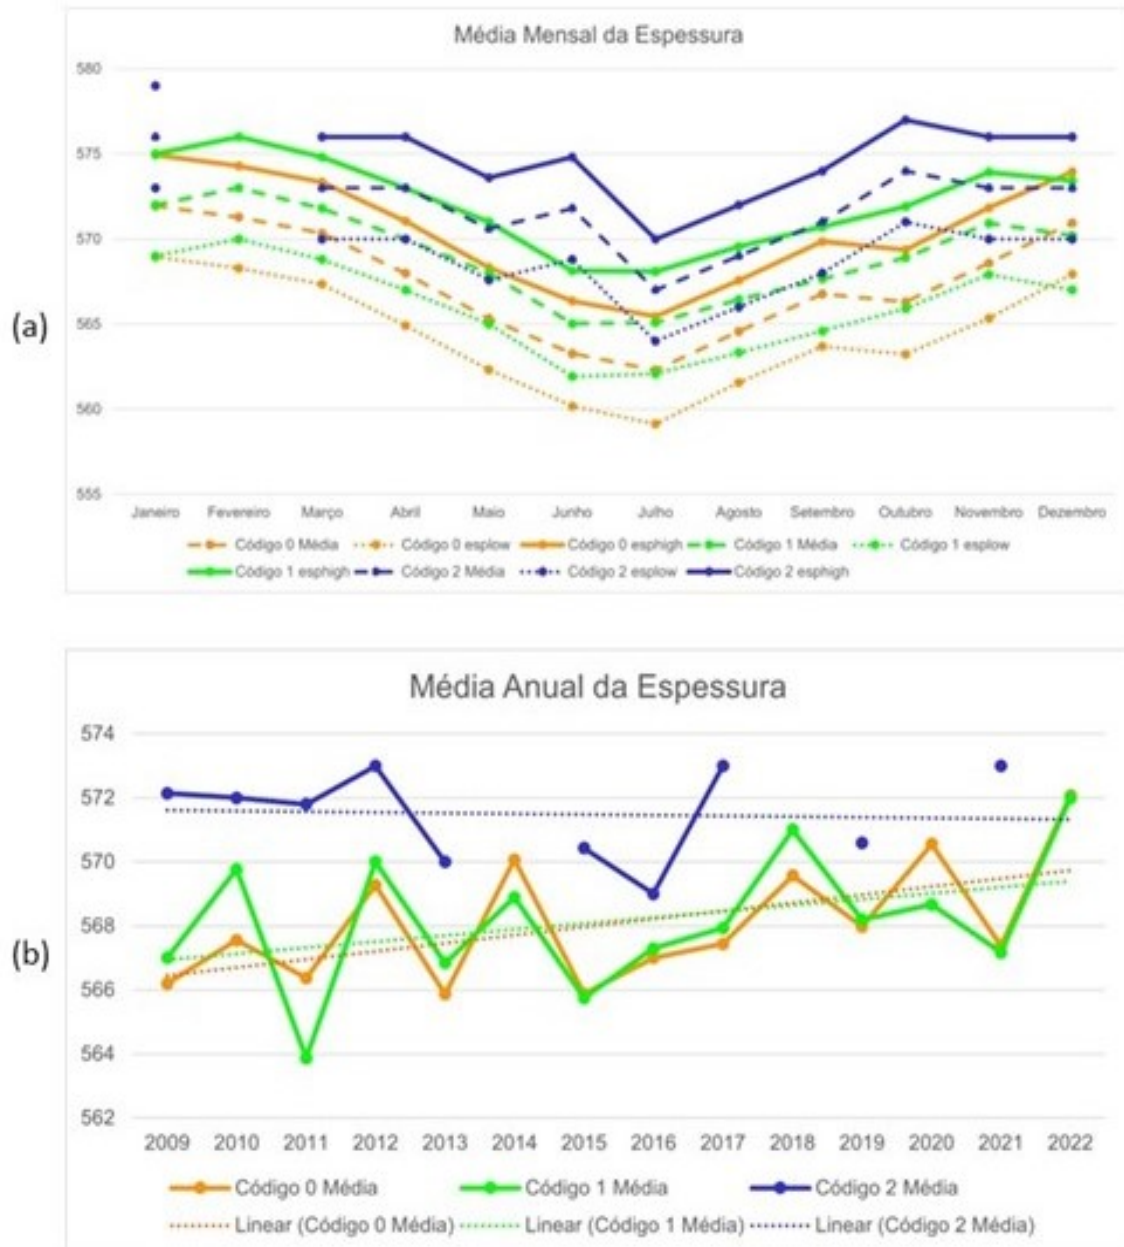 Média Mensal da Espessura
580
575
570
565
560
555
Janeiro Fevereiro Março Abril Maio Junho Julho Agosto Setembro Outubro Novembro Dezembro
Código 0 Média Código 0 esplow Código 0 esphigh Código 1 Média Código 1 esplow
Código 1 esphigh Código 2 Média Código 2 esplow Código 2 esphigh
(a)
Média Anual da Espessura
574
572
570
568
566
564
562
2009 2010 2011 2012 2013 2014 2015 2016 2017 2018 2019 2020 2021 2022
Código 0 Média Código 1 Média Código 2 Média
Linear (Código 0 Média) Linear (Código 1 Média) Linear (Código 2 Média)
(b)